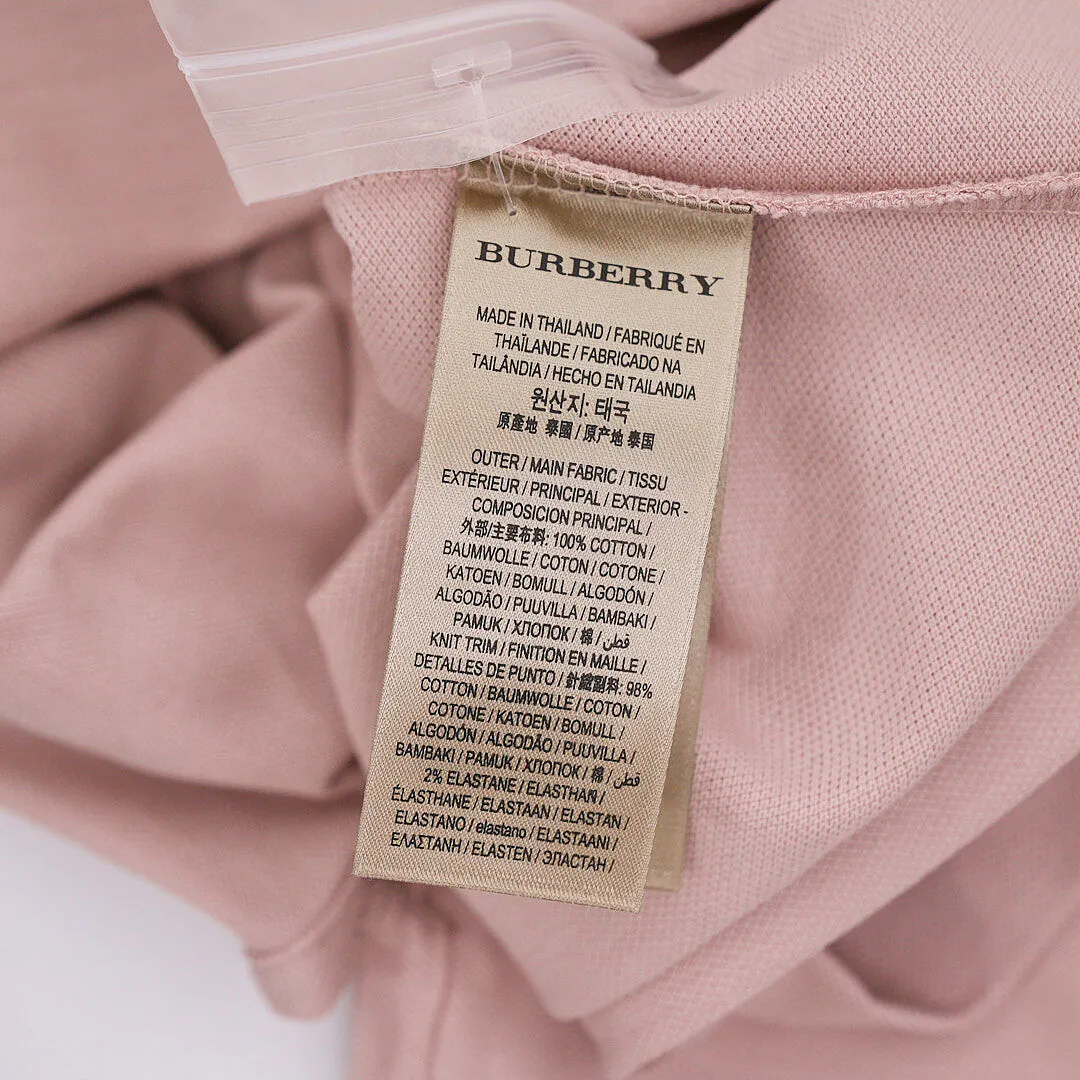 BURBERRY
MADE IN THAILAND / FABRIQUÉ EN
THAÏLANDE / FABRICADO NA
TAILÂNDIA / HECHO EN TAILANDIA
원산지: 태국
原產地 泰國 / 原产地 泰国
OUTER / MAIN FABRIC / TISSU
EXTÉRIEUR / PRINCIPAL / EXTERIOR -
COMPOSICION PRINCIPAL /
外部/主要布料: 100% COTTON /
BAUMWOLLE / COTON / COTONE /
KATOEN / BOMULL / ALGODÓN /
ALGODÃO / PUUVILLA / BAMBAKI /
PAMUK / ХЛОПОК / 棉 / قطن
KNIT TRIM / FINITION EN MAILLE /
DETALLES DE PUNTO / 針織副料: 98%
COTTON / BAUMWOLLE / COTON /
COTONE / KATOEN / BOMULL /
ALGODÓN / ALGODÃO / PUUVILLA /
BAMBAKI / PAMUK / ХЛОПОК / 棉 / قطن
2% ELASTANE / ELASTHAN /
ÉLASTHANE / ELASTAAN / ELASTAN /
ELASTANO / elastano / ELASTAANI /
ΕΛΑΣΤΑΝΗ / ELASTEN / ЭЛАСТАН /